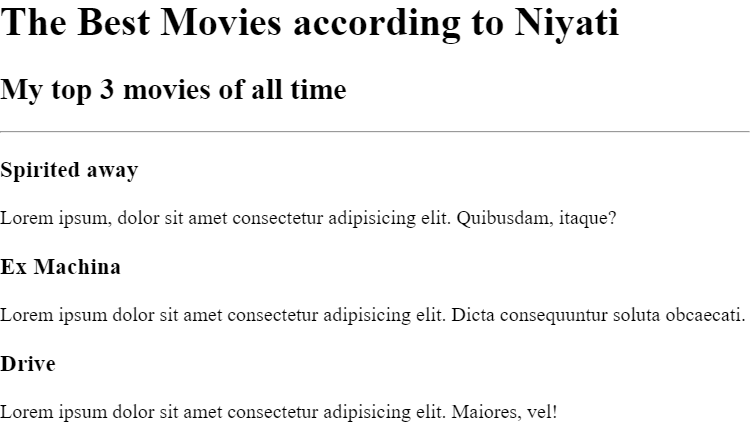 The Best Movies according to Niyati
My top 3 movies of all time
Spirited away
Lorem ipsum, dolor sit amet consectetur adipisicing elit. Quibusdam, itaque?
Ex Machina
Lorem ipsum dolor sit amet consectetur adipisicing elit. Dicta consequuntur soluta obcaecati.
Drive
Lorem ipsum dolor sit amet consectetur adipisicing elit. Maiores, vel!